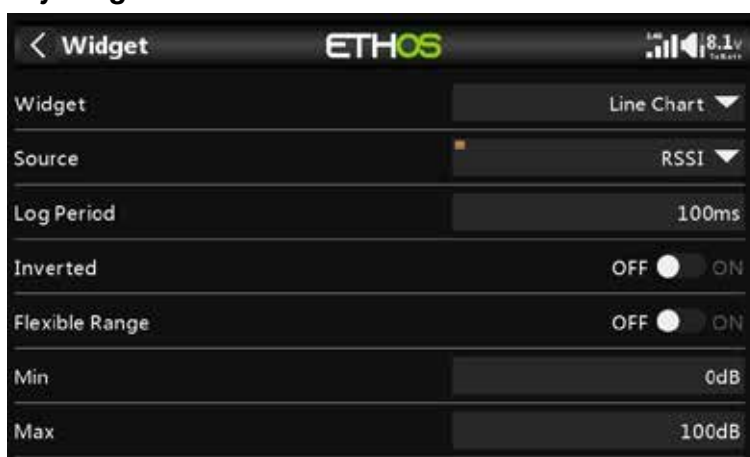 < Widget ETHOS 8.1v
Widget Line Chart
Source RSSI
Log Period 100ms
Inverted OFF ON
Flexible Range OFF ON
Min 0dB
Max 100dB